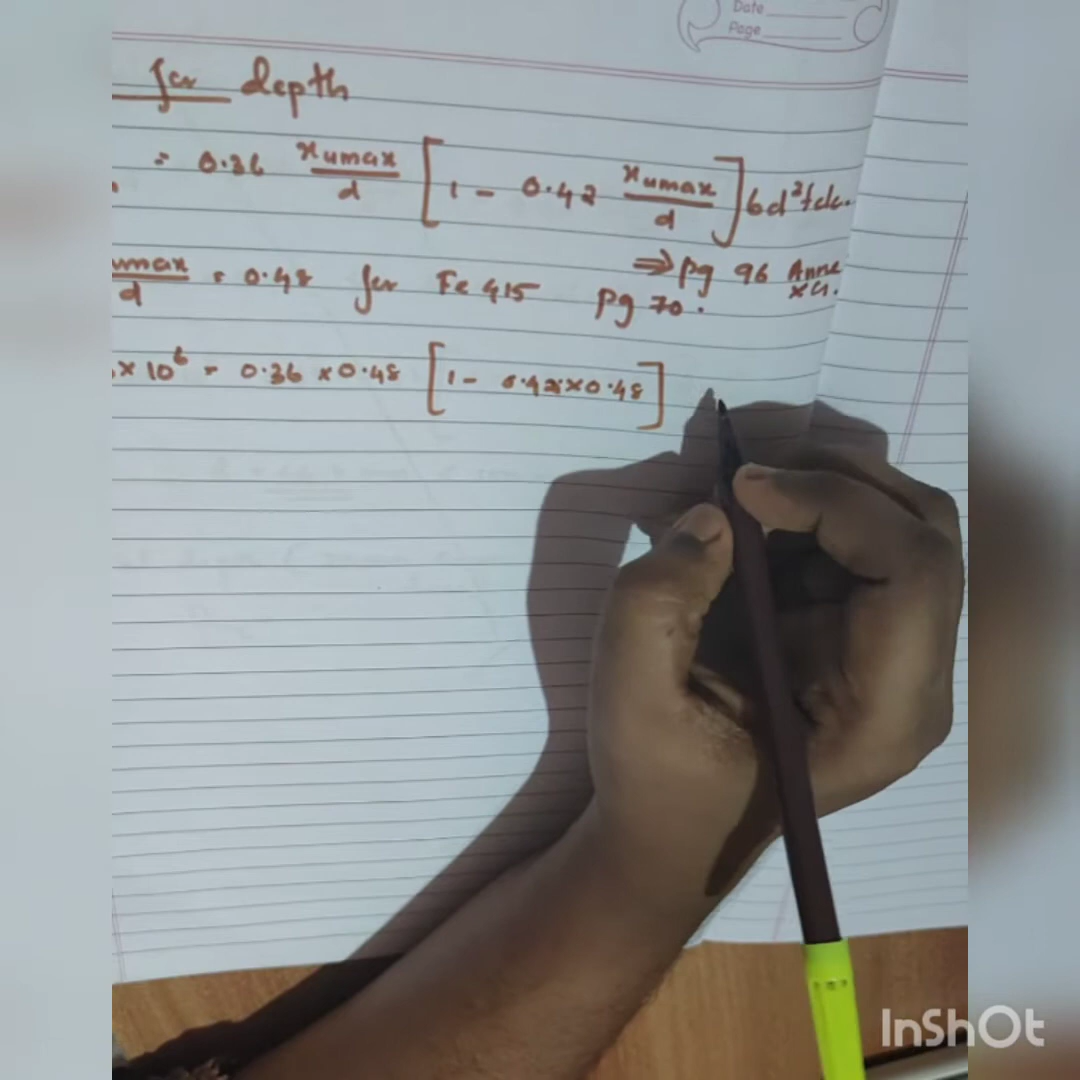 Date
Page
for depth
= 0.36 xumax/d [1 - 0.42 xumax/d] bd²fck.
⇒ pg 96 Anne
xG.
umax/d = 0.48 for Fe 415 pg 70.
× 10⁶ = 0.36 × 0.48 [1 - 0.42 × 0.48]
InShOt